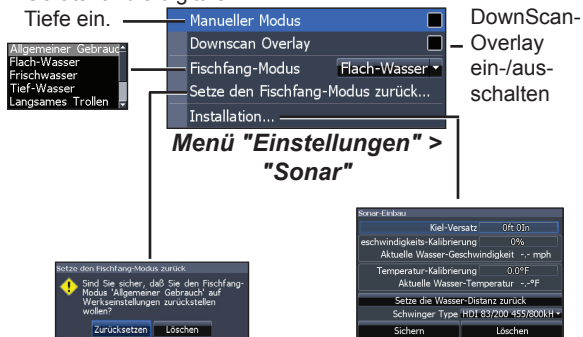 Tiefe ein.
Manueller Modus
Downscan Overlay
Fischfang-Modus Flach-Wasser
Setze den Fischfang-Modus zurück...
Installation...
DownScan-
Overlay
ein-/aus-
schalten
Allgemeiner Gebrauc
Flach-Wasser
Frischwasser
Tief-Wasser
Langsames Trollen
Menü "Einstellungen" >
"Sonar"
Setze den Fischfang-Modus zurück
Sind Sie sicher, daß Sie den Fischfang-
Modus 'Allgemeiner Gebrauch' auf
Werkseinstellungen zurückstellen
wollen?
Zurücksetzen Löschen
Sonar-Einbau
Kiel-Versatz 0ft 0In
eschwindigkeits-Kalibrierung 0%
Aktuelle Wasser-Geschwindigkeit -.- mph
Temperatur-Kalibrierung 0.0°F
Aktuelle Wasser-Temperatur -.-°F
Setze die Wasser-Distanz zurück
Schwinger Type HDI 83/200 455/800kH
Sichern Löschen